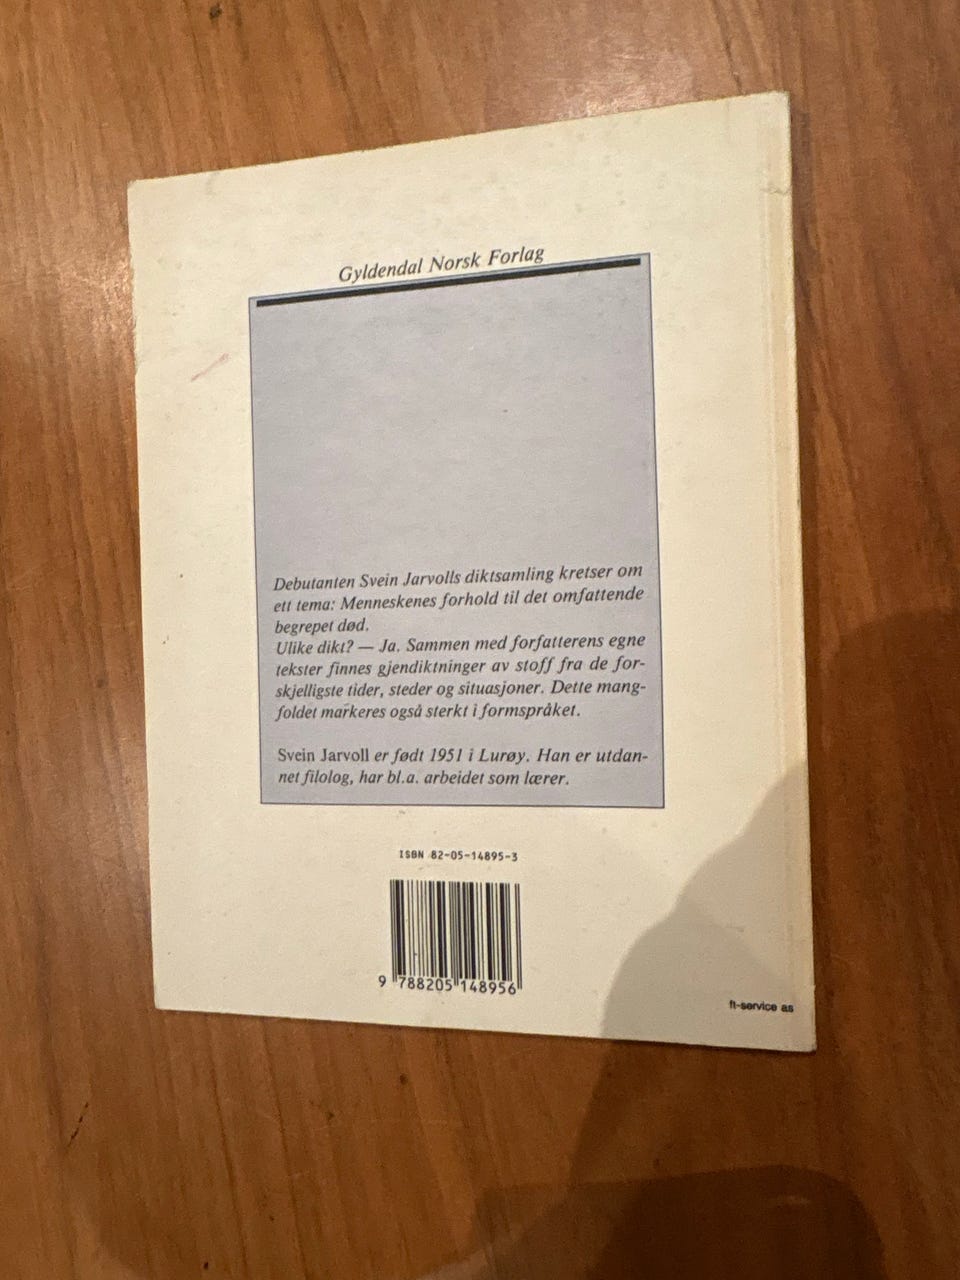 Gyldendal Norsk Forlag
Debutanten Svein Jarvolls diktsamling kretser om
ett tema: Menneskenes forhold til det omfattende
begrepet død.
Ulike dikt? — Ja. Sammen med forfatterens egne
tekster finnes gjendiktninger av stoff fra de for-
skjelligste tider, steder og situasjoner. Dette mang-
foldet markeres også sterkt i formspråket.
Svein Jarvoll er født 1951 i Lurøy. Han er utdan-
net filolog, har bl.a. arbeidet som lærer.
ISBN 82-05-14895-3
9 788205 148956
ft-service as